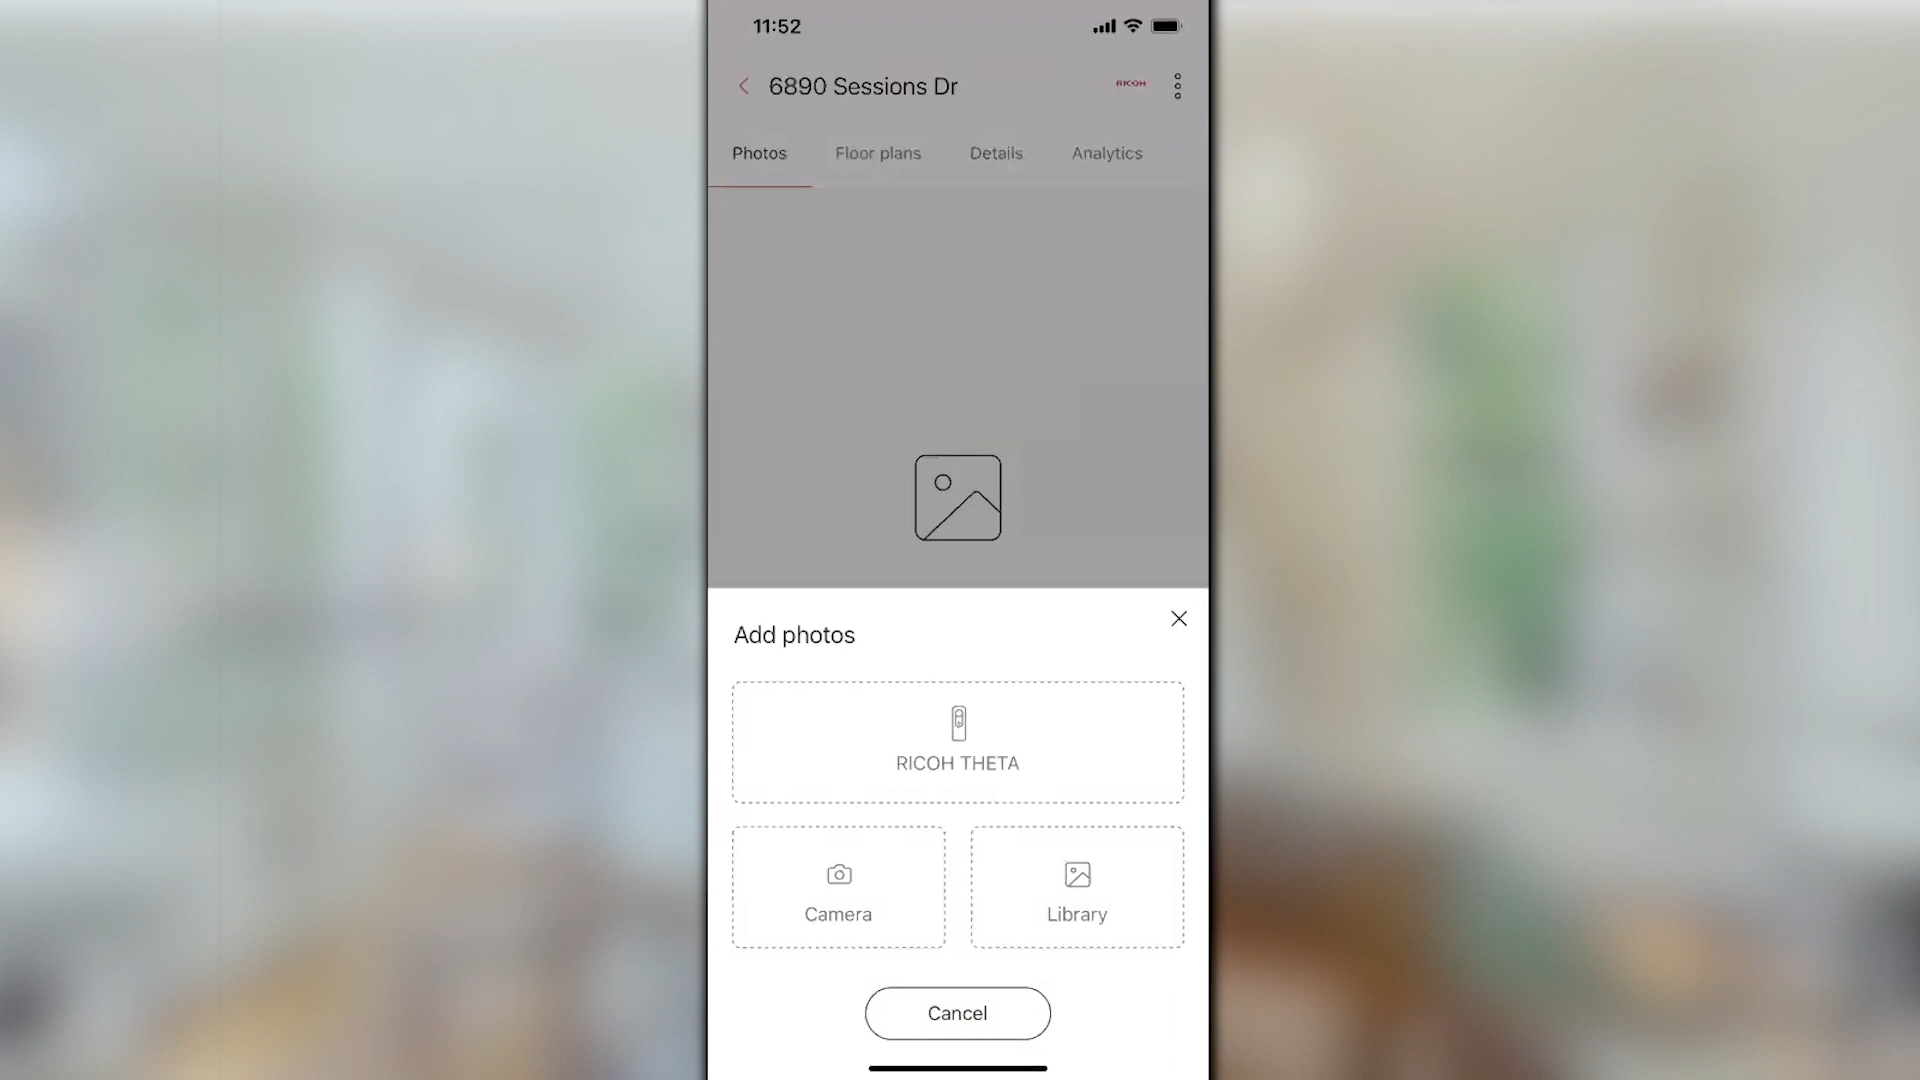 11:52
6890 Sessions Dr
RICOH
Photos Floor plans Details Analytics
Add photos
RICOH THETA
Camera Library
Cancel